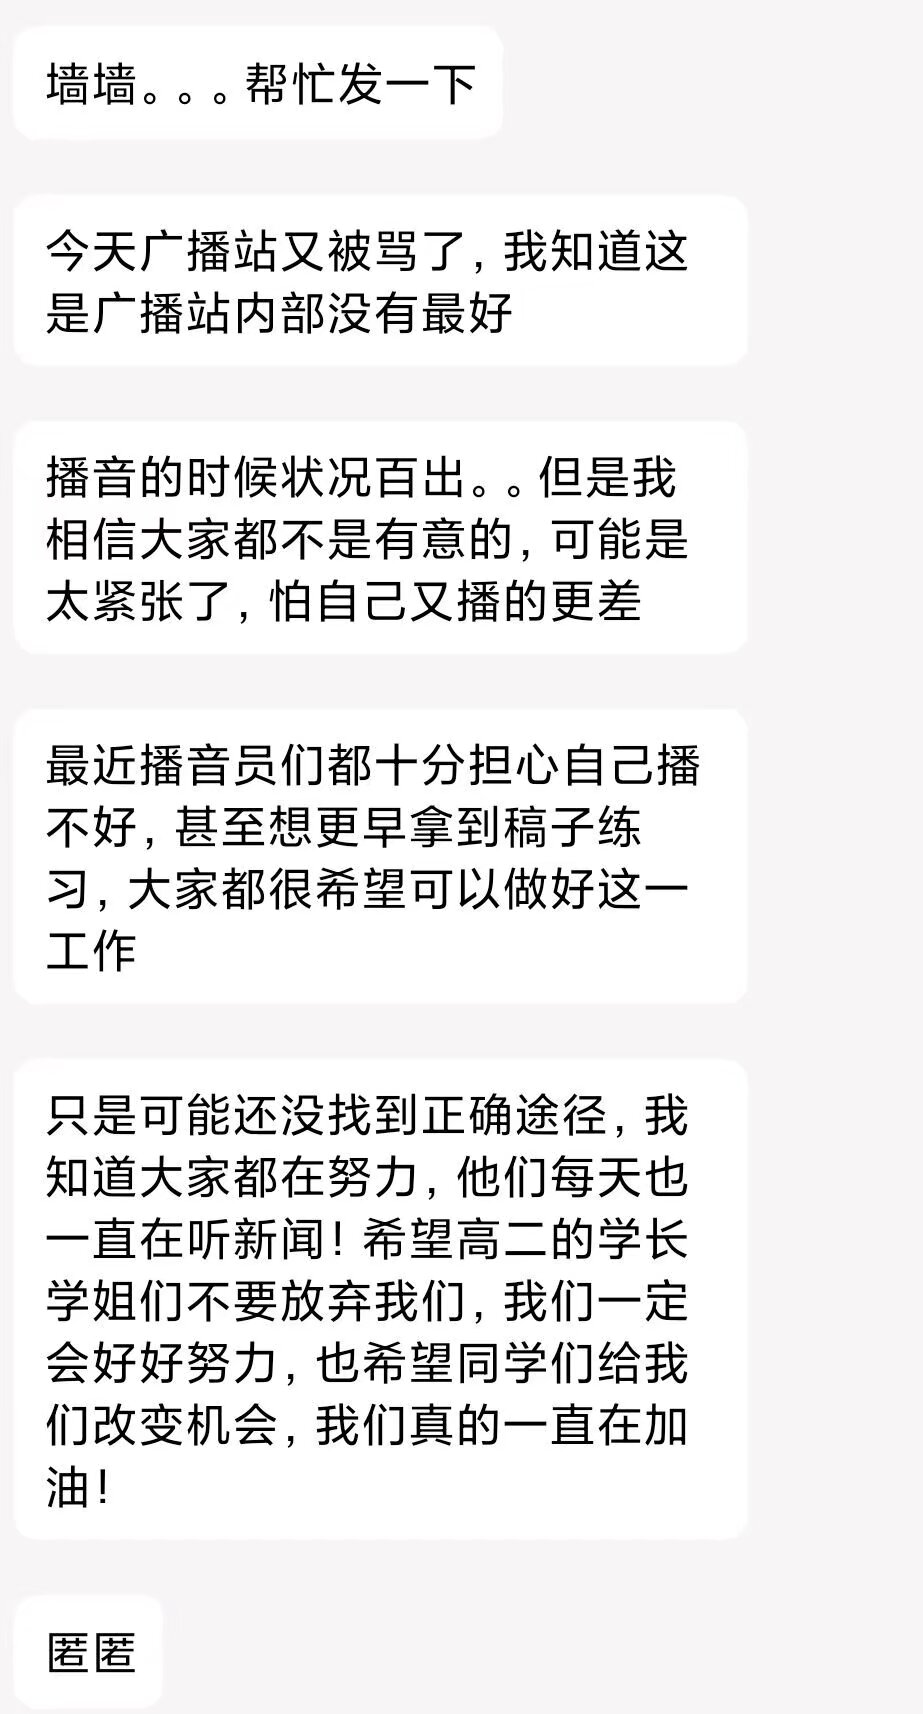 墙墙。。。帮忙发一下
今天广播站又被骂了，我知道这
是广播站内部没有最好
播音的时候状况百出。。但是我
相信大家都不是有意的，可能是
太紧张了，怕自己又播的更差
最近播音员们都十分担心自己播
不好，甚至想更早拿到稿子练
习，大家都很希望可以做好这一
工作
只是可能还没找到正确途径，我
知道大家都在努力，他们每天也
一直在听新闻！希望高二的学长
学姐们不要放弃我们，我们一定
会好好努力，也希望同学们给我
们改变机会，我们真的一直在加
油！
匿匿